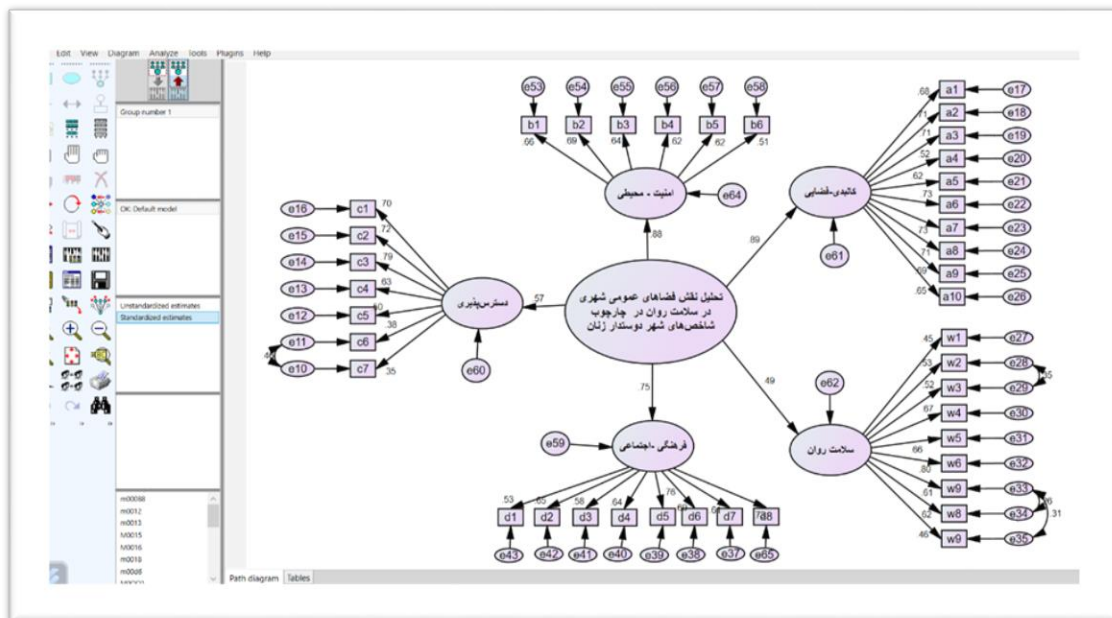 Edit View Diagram Analyze Tools Plugins Help
Group number 1
OK: Default model
Unstandardized estimates
Standardized estimates
m00088
m0012
m0013
M0015
M0016
m0018
m00d6
Path diagram Tables
e53 e54 e55 e56 e57 e58
b1 b2 b3 b4 b5 b6
.66 .69 .64 .62 .62 .51
امنیت - محیطی
e64
.88
کالبدی-فضایی
e61
.89
.68 a1 e17
.71 a2 e18
.71 a3 e19
.52 a4 e20
.62 a5 e21
.73 a6 e22
.73 a7 e23
.71 a8 e24
.69 a9 e25
.65 a10 e26
e16 c1 .70
e15 c2 .72
e14 c3 .79
e13 c4 .63
e12 c5
e11 c6 .38
e10 c7 .35
دسترس‌پذیری
e60
.57
تحلیل نقش فضاهای عمومی شهری
در سلامت روان در چارچوب
شاخص‌های شهر دوستدار زنان
.75
.49
e59
فرهنگی -اجتماعی
.53 .65 .58 .64 .76
d1 d2 d3 d4 d5 d6 d7 d8
e43 e42 e41 e40 e39 e38 e37 e65
e62
سلامت روان
.45 w1 e27
.53 w2 e28
.52 w3 e29
.67 w4 e30
.66 w5 e31
.80 w6 e32
.61 w9 e33
.62 w8 e34
.46 w9 e35
.31